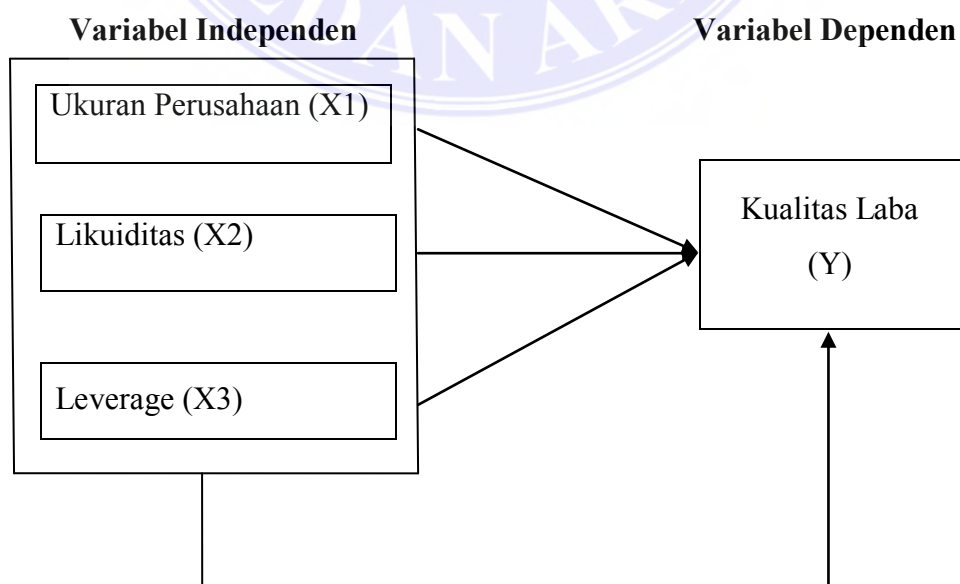 Variabel Independen
Variabel Dependen
Ukuran Perusahaan (X1)
Likuiditas (X2)
Leverage (X3)
Kualitas Laba
(Y)